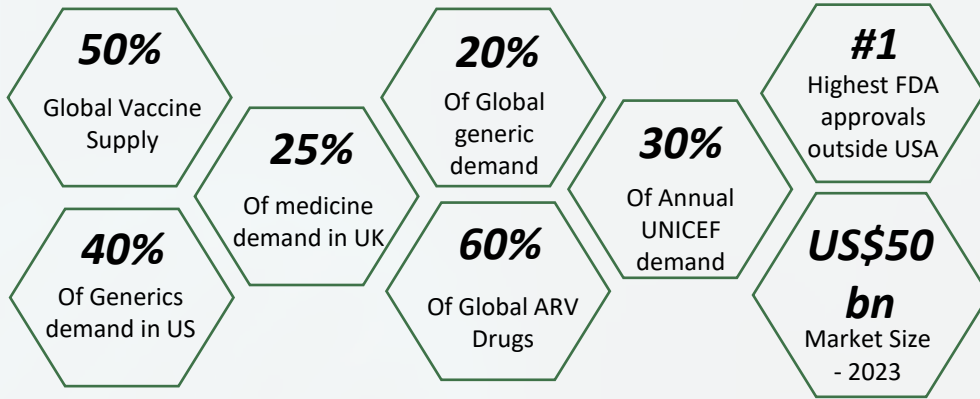 50%
Global Vaccine
Supply
40%
Of Generics
demand in US
25%
Of medicine
demand in UK
20%
Of Global
generic
demand
60%
Of Global ARV
Drugs
30%
Of Annual
UNICEF
demand
#1
Highest FDA
approvals
outside USA
US$50
bn
Market Size
- 2023